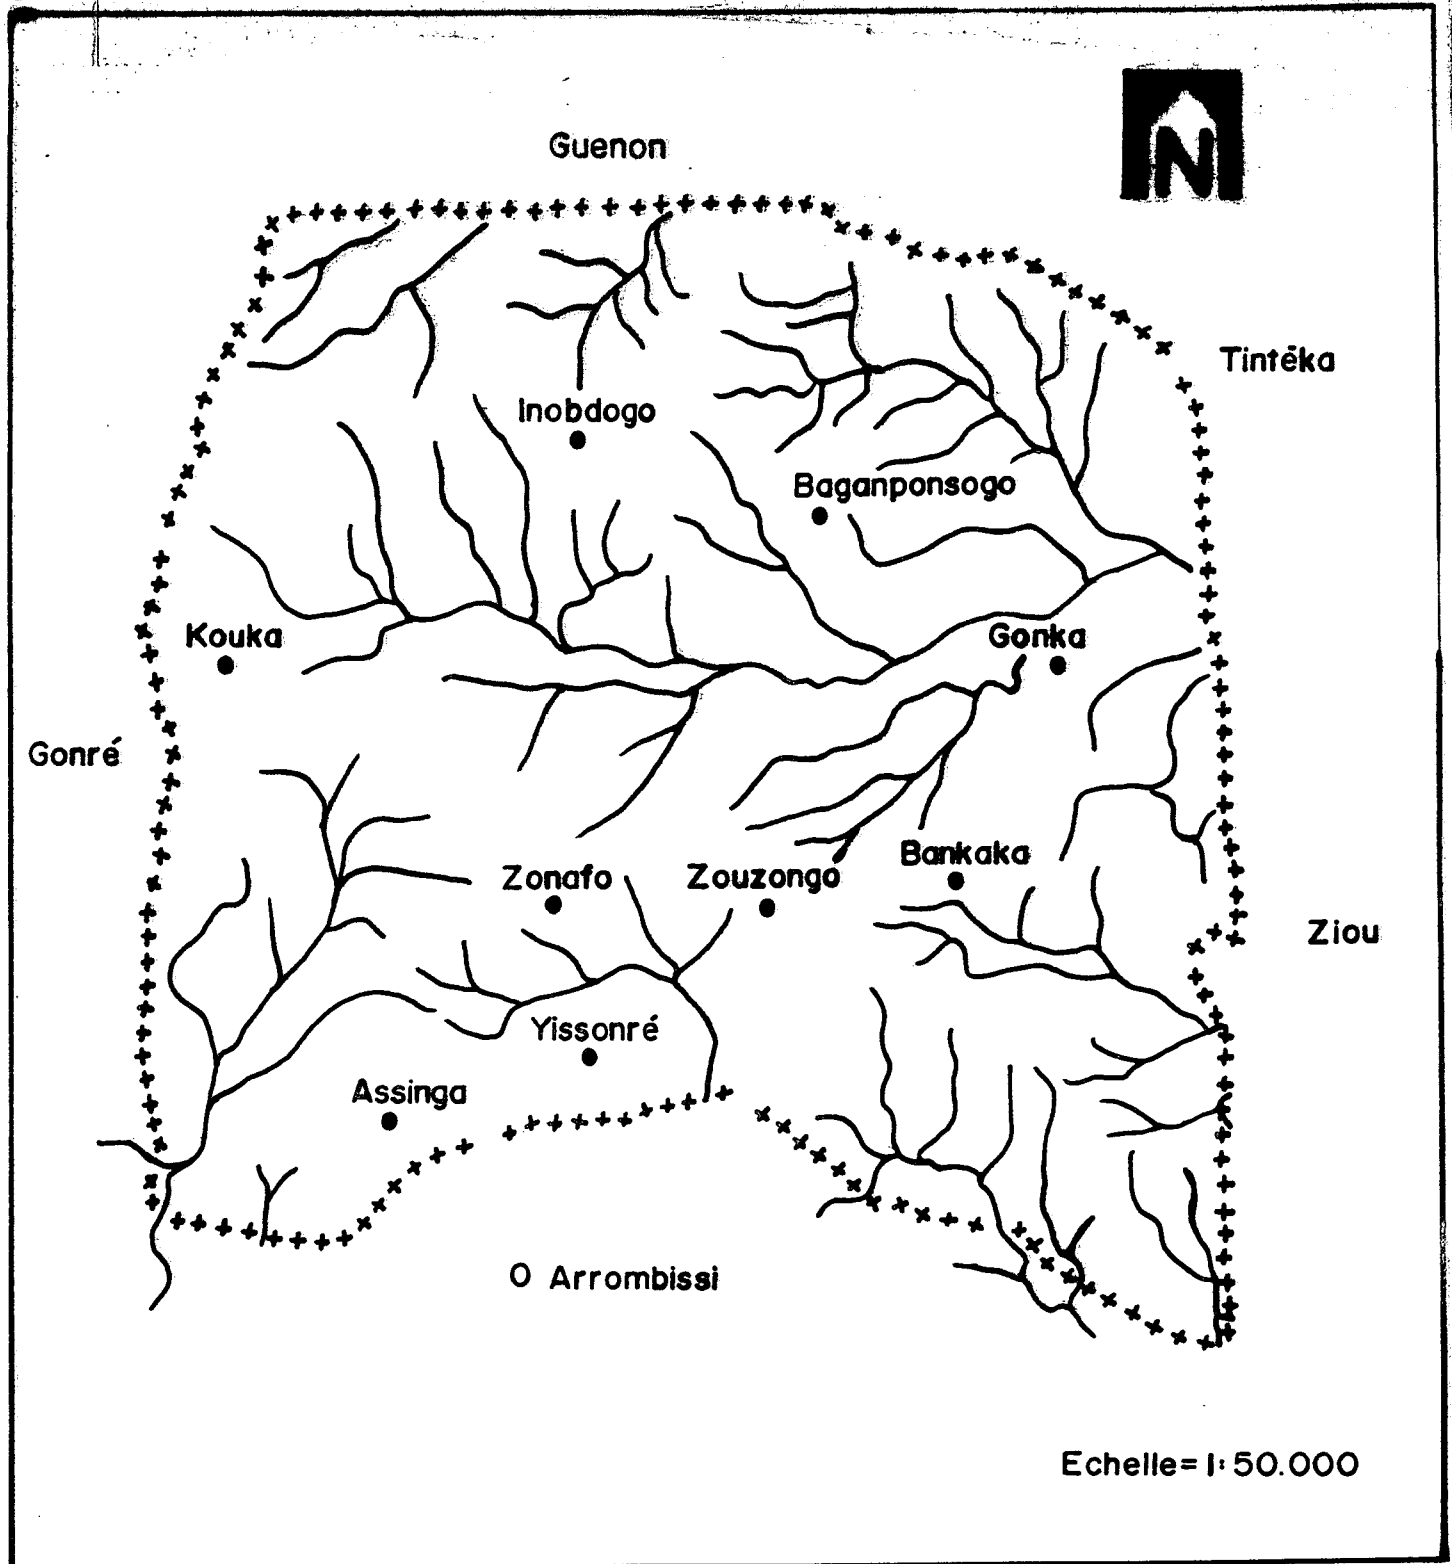 N
Guenon
Tintéka
Inobdogo
Baganponsogo
Kouka
Gonka
Gonré
Bankaka
Zonafo
Zouzongo
Ziou
Yissonré
Assinga
O Arrombissi
Echelle=1:50.000